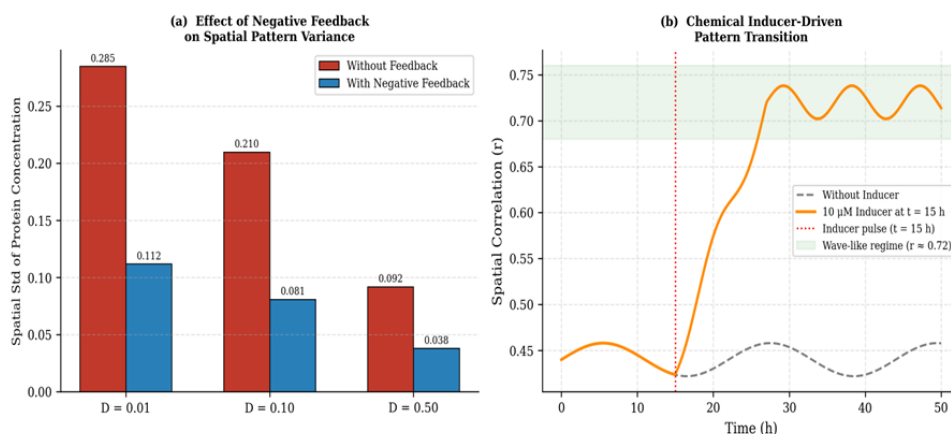 (a) Effect of Negative Feedback
on Spatial Pattern Variance
Spatial Std of Protein Concentration
0.00
0.05
0.10
0.15
0.20
0.25
0.285
0.112
0.210
0.081
0.092
0.038
Without Feedback
With Negative Feedback
D = 0.01
D = 0.10
D = 0.50
(b) Chemical Inducer-Driven
Pattern Transition
Spatial Correlation (r)
0.75
0.70
0.65
0.60
0.55
0.50
0.45
Without Inducer
10 μM Inducer at t = 15 h
Inducer pulse (t = 15 h)
Wave-like regime (r ≈ 0.72)
0
10
20
30
40
50
Time (h)